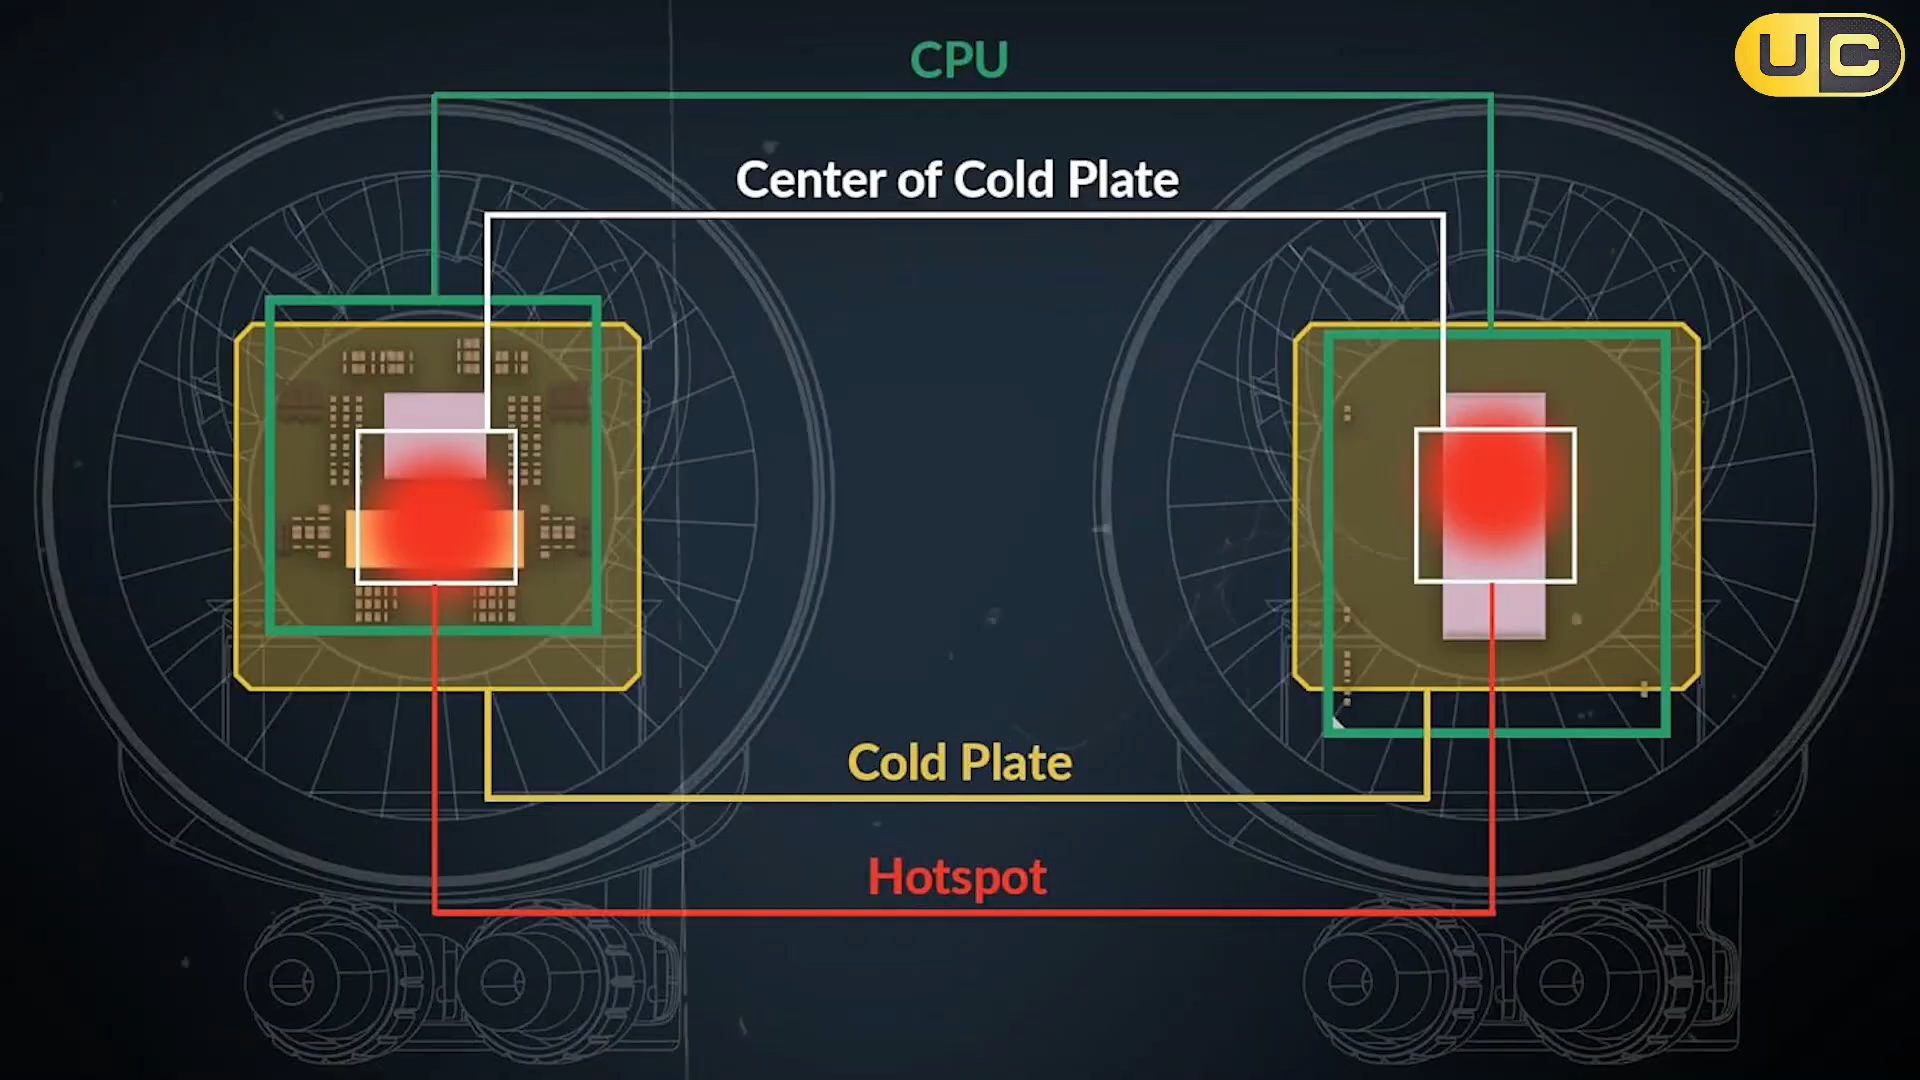 CPU
UC
Center of Cold Plate
Cold Plate
Hotspot